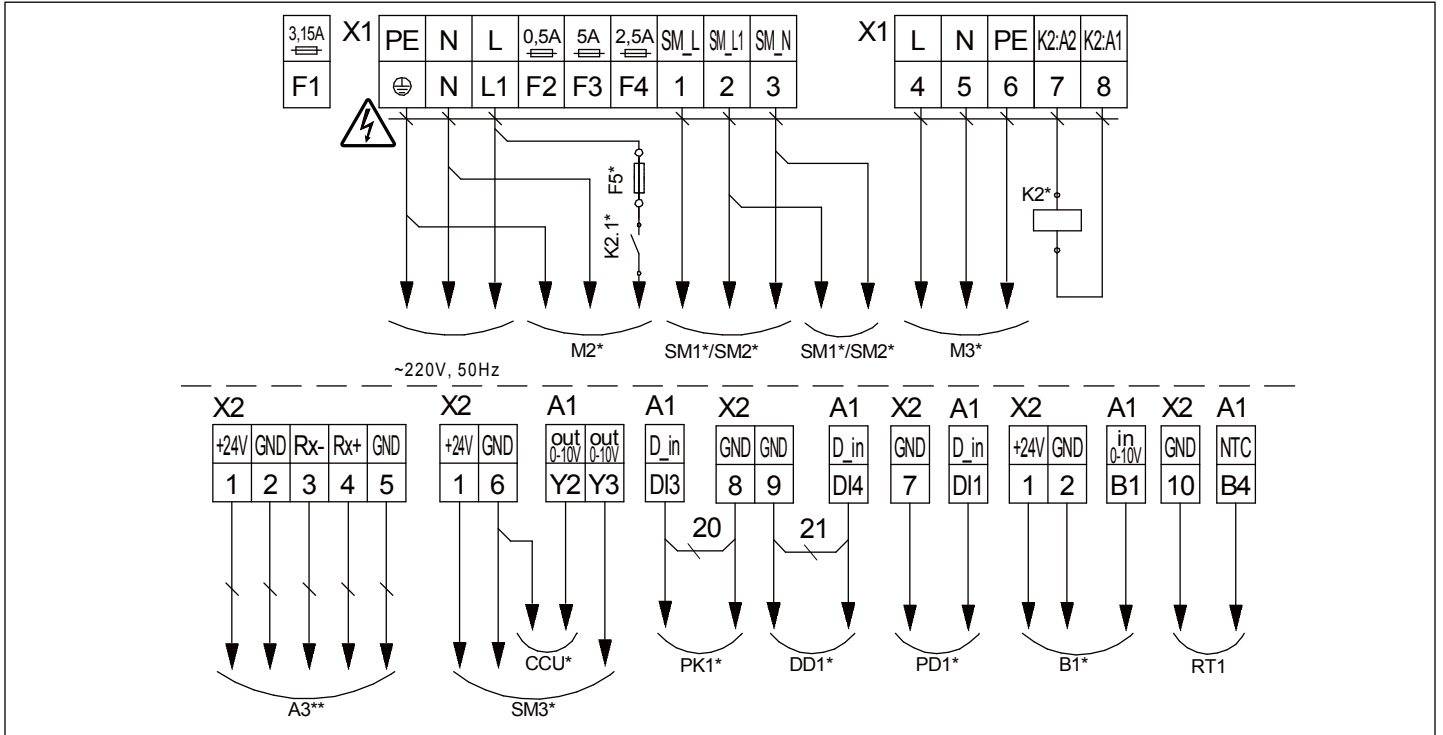 3,15A X1 PE N L 0,5A 5A 2,5A SM_L SM_L1 SM_N X1 L N PE K2:A2 K2:A1
F1 N L1 F2 F3 F4 1 2 3 4 5 6 7 8
F5*
K2.1*
K2*
M2* SM1*/SM2* SM1*/SM2* M3*
~220V, 50Hz
X2 X2 A1 A1 X2 A1 X2 A1 X2 A1 X2 A1
+24V GND Rx- Rx+ GND +24V GND out 0-10V out 0-10V D_in GND GND D_in GND D_in +24V GND in 0-10V GND NTC
1 2 3 4 5 1 6 Y2 Y3 DI3 8 9 DI4 7 DI1 1 2 B1 10 B4
20 21
CCU* PK1* DD1* PD1* B1* RT1
A3** SM3*